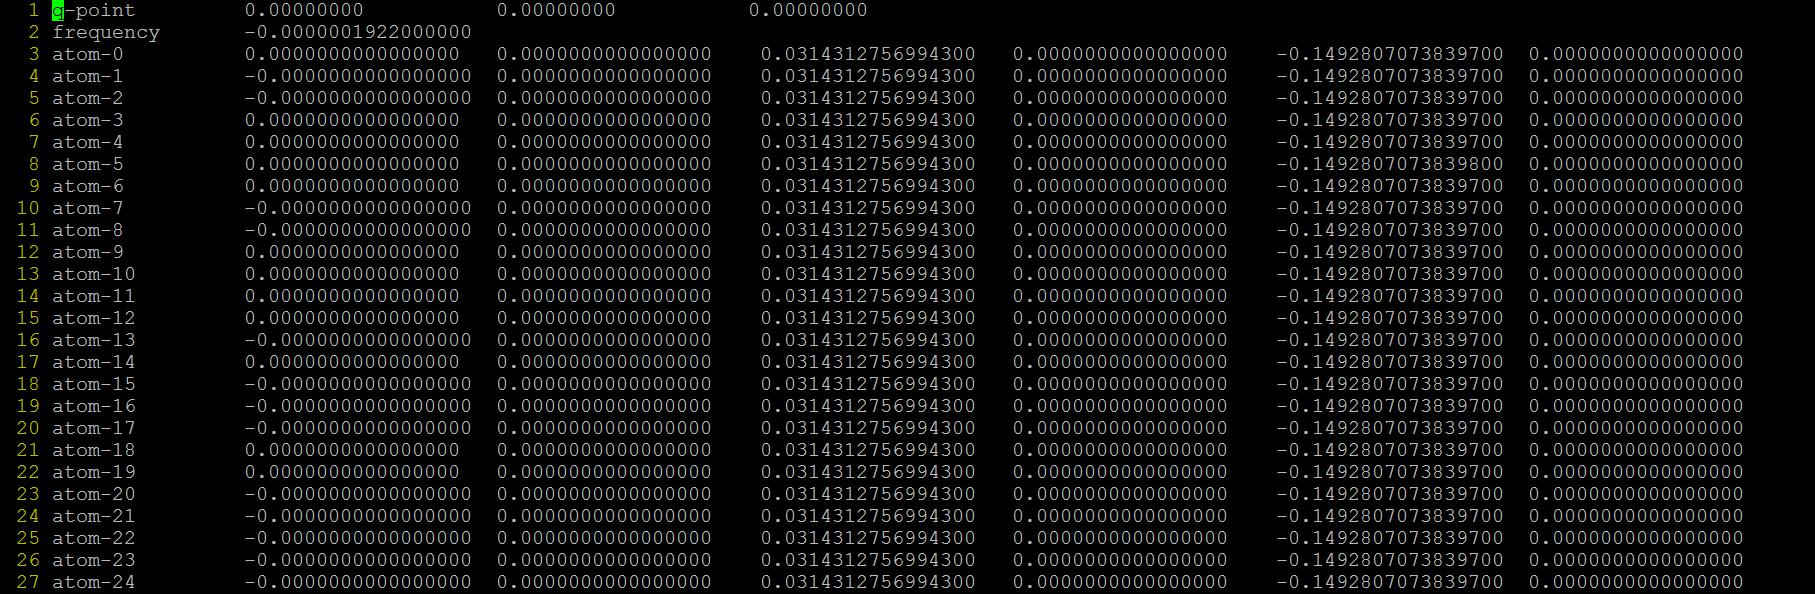 1 q-point 0.00000000 0.00000000 0.00000000
2 frequency -0.0000001922000000
3 atom-0 0.0000000000000000 0.0000000000000000 0.0314312756994300 0.0000000000000000 -0.1492807073839700 0.0000000000000000
4 atom-1 -0.0000000000000000 0.0000000000000000 0.0314312756994300 0.0000000000000000 -0.1492807073839700 0.0000000000000000
5 atom-2 -0.0000000000000000 0.0000000000000000 0.0314312756994300 0.0000000000000000 -0.1492807073839700 0.0000000000000000
6 atom-3 0.0000000000000000 0.0000000000000000 0.0314312756994300 0.0000000000000000 -0.1492807073839700 0.0000000000000000
7 atom-4 0.0000000000000000 0.0000000000000000 0.0314312756994300 0.0000000000000000 -0.1492807073839700 0.0000000000000000
8 atom-5 0.0000000000000000 0.0000000000000000 0.0314312756994300 0.0000000000000000 -0.1492807073839800 0.0000000000000000
9 atom-6 0.0000000000000000 0.0000000000000000 0.0314312756994300 0.0000000000000000 -0.1492807073839700 0.0000000000000000
10 atom-7 -0.0000000000000000 0.0000000000000000 0.0314312756994300 0.0000000000000000 -0.1492807073839700 0.0000000000000000
11 atom-8 -0.0000000000000000 0.0000000000000000 0.0314312756994300 0.0000000000000000 -0.1492807073839700 0.0000000000000000
12 atom-9 0.0000000000000000 0.0000000000000000 0.0314312756994300 0.0000000000000000 -0.1492807073839700 0.0000000000000000
13 atom-10 0.0000000000000000 0.0000000000000000 0.0314312756994300 0.0000000000000000 -0.1492807073839700 0.0000000000000000
14 atom-11 0.0000000000000000 0.0000000000000000 0.0314312756994300 0.0000000000000000 -0.1492807073839700 0.0000000000000000
15 atom-12 0.0000000000000000 0.0000000000000000 0.0314312756994300 0.0000000000000000 -0.1492807073839700 0.0000000000000000
16 atom-13 -0.0000000000000000 0.0000000000000000 0.0314312756994300 0.0000000000000000 -0.1492807073839700 0.0000000000000000
17 atom-14 0.0000000000000000 0.0000000000000000 0.0314312756994300 0.0000000000000000 -0.1492807073839700 0.0000000000000000
18 atom-15 -0.0000000000000000 0.0000000000000000 0.0314312756994300 0.0000000000000000 -0.1492807073839700 0.0000000000000000
19 atom-16 -0.0000000000000000 0.0000000000000000 0.0314312756994300 0.0000000000000000 -0.1492807073839700 0.0000000000000000
20 atom-17 -0.0000000000000000 0.0000000000000000 0.0314312756994300 0.0000000000000000 -0.1492807073839700 0.0000000000000000
21 atom-18 0.0000000000000000 0.0000000000000000 0.0314312756994300 0.0000000000000000 -0.1492807073839700 0.0000000000000000
22 atom-19 0.0000000000000000 0.0000000000000000 0.0314312756994300 0.0000000000000000 -0.1492807073839700 0.0000000000000000
23 atom-20 -0.0000000000000000 0.0000000000000000 0.0314312756994300 0.0000000000000000 -0.1492807073839700 0.0000000000000000
24 atom-21 -0.0000000000000000 0.0000000000000000 0.0314312756994300 0.0000000000000000 -0.1492807073839700 0.0000000000000000
25 atom-22 -0.0000000000000000 0.0000000000000000 0.0314312756994300 0.0000000000000000 -0.1492807073839700 0.0000000000000000
26 atom-23 -0.0000000000000000 0.0000000000000000 0.0314312756994300 0.0000000000000000 -0.1492807073839700 0.0000000000000000
27 atom-24 -0.0000000000000000 0.0000000000000000 0.0314312756994300 0.0000000000000000 -0.1492807073839700 0.0000000000000000